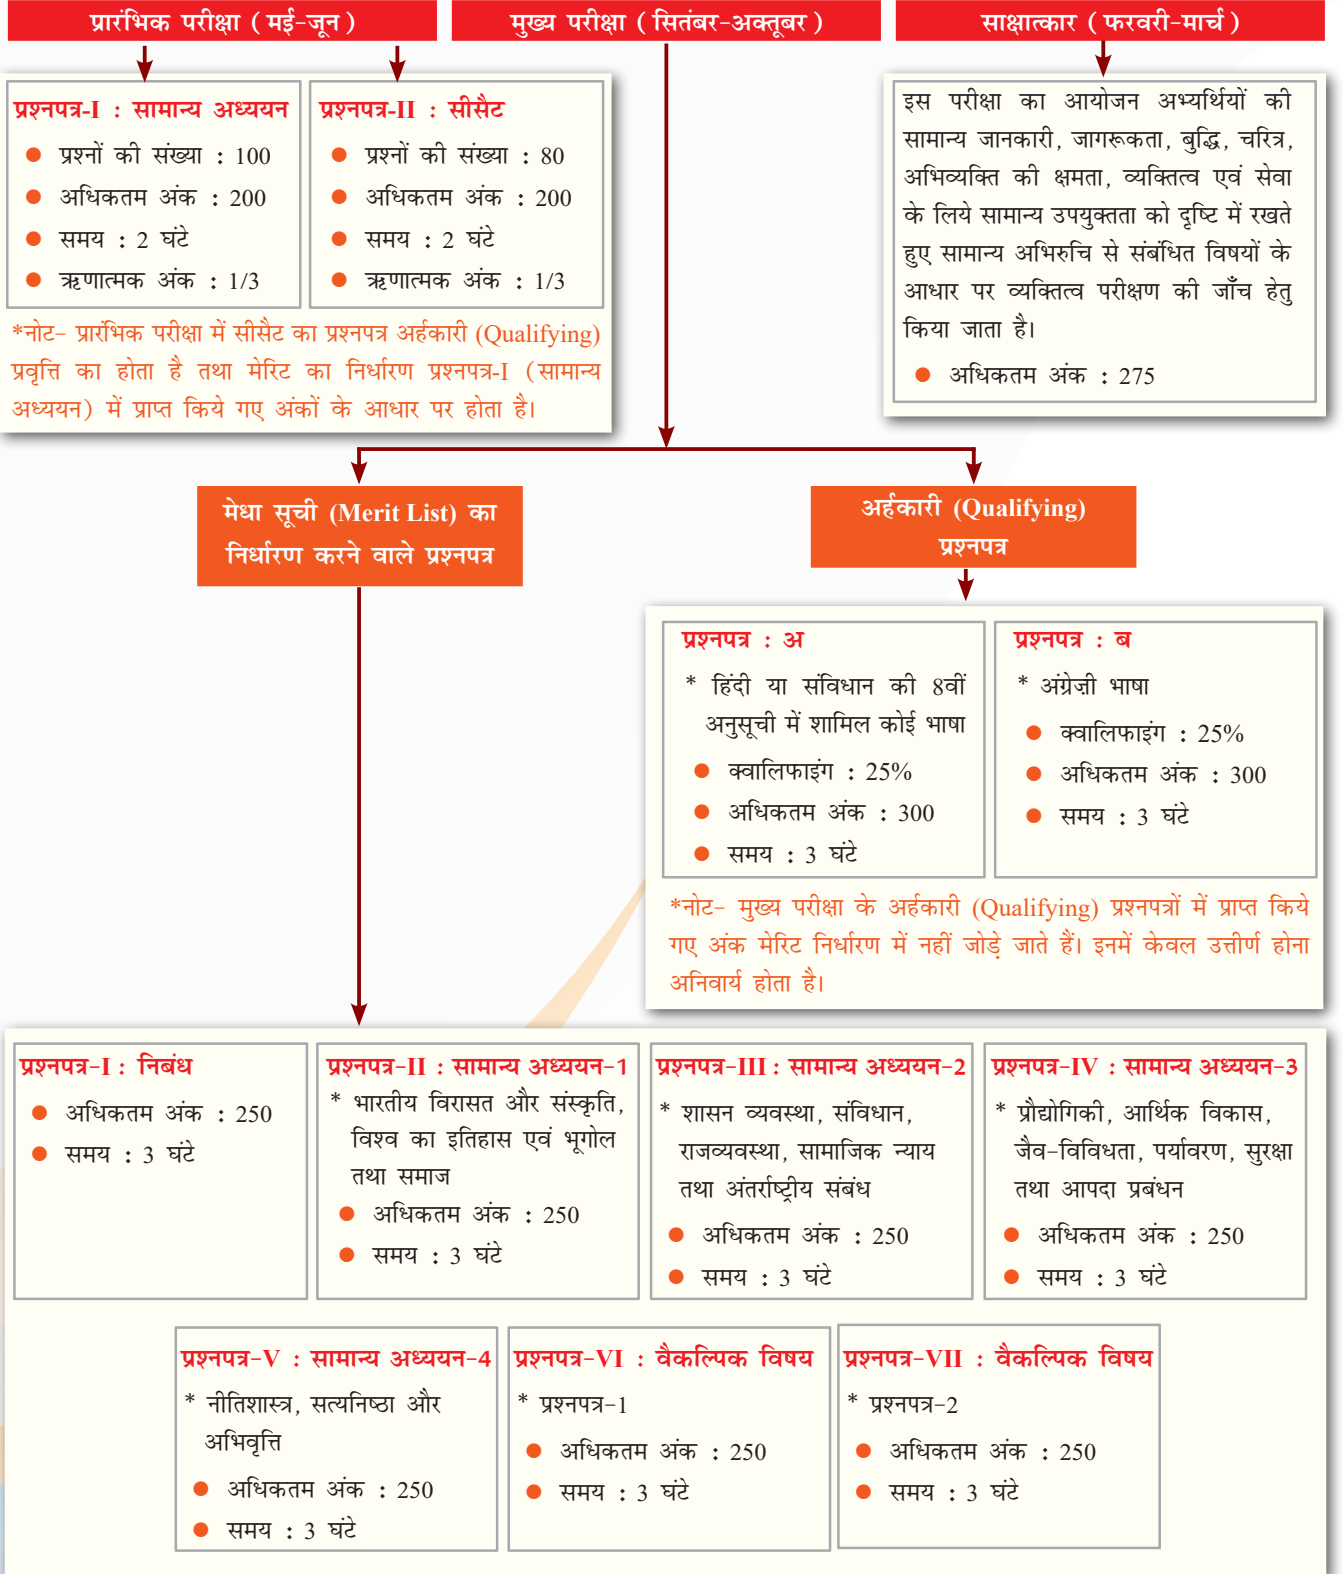 प्रारंभिक परीक्षा ( मई-जून )
मुख्य परीक्षा ( सितंबर-अक्तूबर )
साक्षात्कार ( फरवरी-मार्च )
प्रश्नपत्र-I : सामान्य अध्ययन
प्रश्नों की संख्या : 100
अधिकतम अंक : 200
समय : 2 घंटे
ऋणात्मक अंक : 1/3
प्रश्नपत्र-II : सीसैट
प्रश्नों की संख्या : 80
अधिकतम अंक : 200
समय : 2 घंटे
ऋणात्मक अंक : 1/3
*नोट- प्रारंभिक परीक्षा में सीसैट का प्रश्नपत्र अर्हकारी (Qualifying)
प्रवृत्ति का होता है तथा मेरिट का निर्धारण प्रश्नपत्र-I (सामान्य
अध्ययन) में प्राप्त किये गए अंकों के आधार पर होता है।
इस परीक्षा का आयोजन अभ्यर्थियों की
सामान्य जानकारी, जागरूकता, बुद्धि, चरित्र,
अभिव्यक्ति की क्षमता, व्यक्तित्व एवं सेवा
के लिये सामान्य उपयुक्तता को दृष्टि में रखते
हुए सामान्य अभिरुचि से संबंधित विषयों के
आधार पर व्यक्तित्व परीक्षण की जाँच हेतु
किया जाता है।
अधिकतम अंक : 275
मेधा सूची (Merit List) का
निर्धारण करने वाले प्रश्नपत्र
अर्हकारी (Qualifying)
प्रश्नपत्र
प्रश्नपत्र : अ
* हिंदी या संविधान की 8वीं
अनुसूची में शामिल कोई भाषा
क्वालिफाइंग : 25%
अधिकतम अंक : 300
समय : 3 घंटे
प्रश्नपत्र : ब
* अंग्रेज़ी भाषा
क्वालिफाइंग : 25%
अधिकतम अंक : 300
समय : 3 घंटे
*नोट- मुख्य परीक्षा के अर्हकारी (Qualifying) प्रश्नपत्रों में प्राप्त किये
गए अंक मेरिट निर्धारण में नहीं जोड़े जाते हैं। इनमें केवल उत्तीर्ण होना
अनिवार्य होता है।
प्रश्नपत्र-I : निबंध
अधिकतम अंक : 250
समय : 3 घंटे
प्रश्नपत्र-II : सामान्य अध्ययन-1
* भारतीय विरासत और संस्कृति,
विश्व का इतिहास एवं भूगोल
तथा समाज
अधिकतम अंक : 250
समय : 3 घंटे
प्रश्नपत्र-III : सामान्य अध्ययन-2
* शासन व्यवस्था, संविधान,
राजव्यवस्था, सामाजिक न्याय
तथा अंतर्राष्ट्रीय संबंध
अधिकतम अंक : 250
समय : 3 घंटे
प्रश्नपत्र-IV : सामान्य अध्ययन-3
* प्रौद्योगिकी, आर्थिक विकास,
जैव-विविधता, पर्यावरण, सुरक्षा
तथा आपदा प्रबंधन
अधिकतम अंक : 250
समय : 3 घंटे
प्रश्नपत्र-V : सामान्य अध्ययन-4
* नीतिशास्त्र, सत्यनिष्ठा और
अभिवृत्ति
अधिकतम अंक : 250
समय : 3 घंटे
प्रश्नपत्र-VI : वैकल्पिक विषय
* प्रश्नपत्र-1
अधिकतम अंक : 250
समय : 3 घंटे
प्रश्नपत्र-VII : वैकल्पिक विषय
* प्रश्नपत्र-2
अधिकतम अंक : 250
समय : 3 घंटे